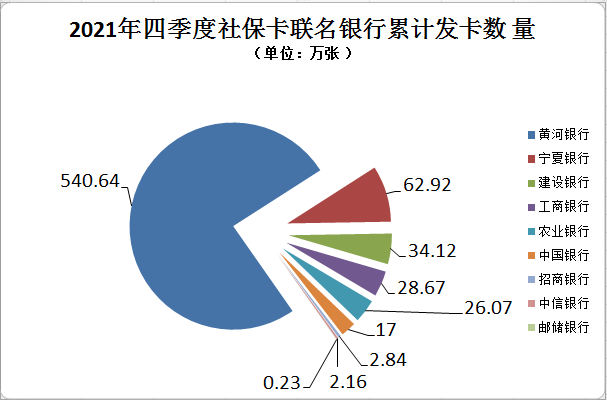 2021年四季度社保卡联名银行累计发卡数 量
（单位：万张 ）
540.64
62.92
34.12
28.67
26.07
17
2.84
2.16
0.23
黄河银行
宁夏银行
建设银行
工商银行
农业银行
中国银行
招商银行
中信银行
邮储银行